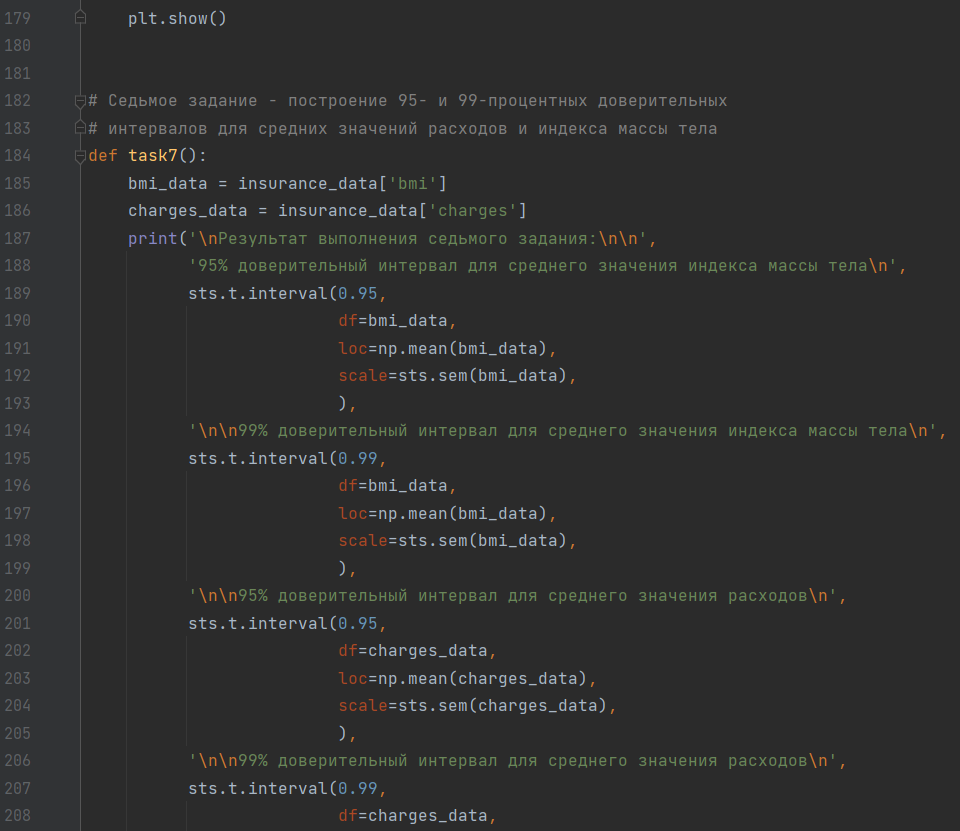 179 plt.show()
180
181
182 # Седьмое задание - построение 95- и 99-процентных доверительных
183 # интервалов для средних значений расходов и индекса массы тела
184 def task7():
185 bmi_data = insurance_data['bmi']
186 charges_data = insurance_data['charges']
187 print('\nРезультат выполнения седьмого задания:\n\n',
188 '95% доверительный интервал для среднего значения индекса массы тела\n',
189 sts.t.interval(0.95,
190 df=bmi_data,
191 loc=np.mean(bmi_data),
192 scale=sts.sem(bmi_data),
193 ),
194 '\n\n99% доверительный интервал для среднего значения индекса массы тела\n',
195 sts.t.interval(0.99,
196 df=bmi_data,
197 loc=np.mean(bmi_data),
198 scale=sts.sem(bmi_data),
199 ),
200 '\n\n95% доверительный интервал для среднего значения расходов\n',
201 sts.t.interval(0.95,
202 df=charges_data,
203 loc=np.mean(charges_data),
204 scale=sts.sem(charges_data),
205 ),
206 '\n\n99% доверительный интервал для среднего значения расходов\n',
207 sts.t.interval(0.99,
208 df=charges_data,